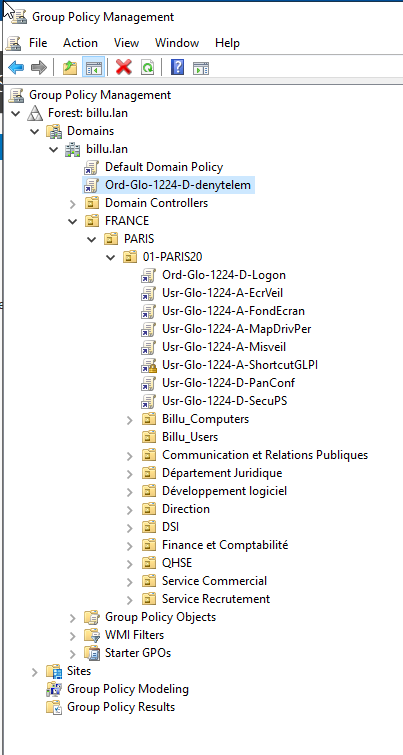 Group Policy Management
File Action View Window Help
Group Policy Management
Forest: billu.lan
Domains
billu.lan
Default Domain Policy
Ord-Glo-1224-D-denytelem
Domain Controllers
FRANCE
PARIS
01-PARIS20
Ord-Glo-1224-D-Logon
Usr-Glo-1224-A-EcrVeil
Usr-Glo-1224-A-FondEcran
Usr-Glo-1224-A-MapDrivPer
Usr-Glo-1224-A-Misveil
Usr-Glo-1224-A-ShortcutGLPI
Usr-Glo-1224-D-PanConf
Usr-Glo-1224-D-SecuPS
Billu_Computers
Billu_Users
Communication et Relations Publiques
Département Juridique
Développement logiciel
Direction
DSI
Finance et Comptabilité
QHSE
Service Commercial
Service Recrutement
Group Policy Objects
WMI Filters
Starter GPOs
Sites
Group Policy Modeling
Group Policy Results